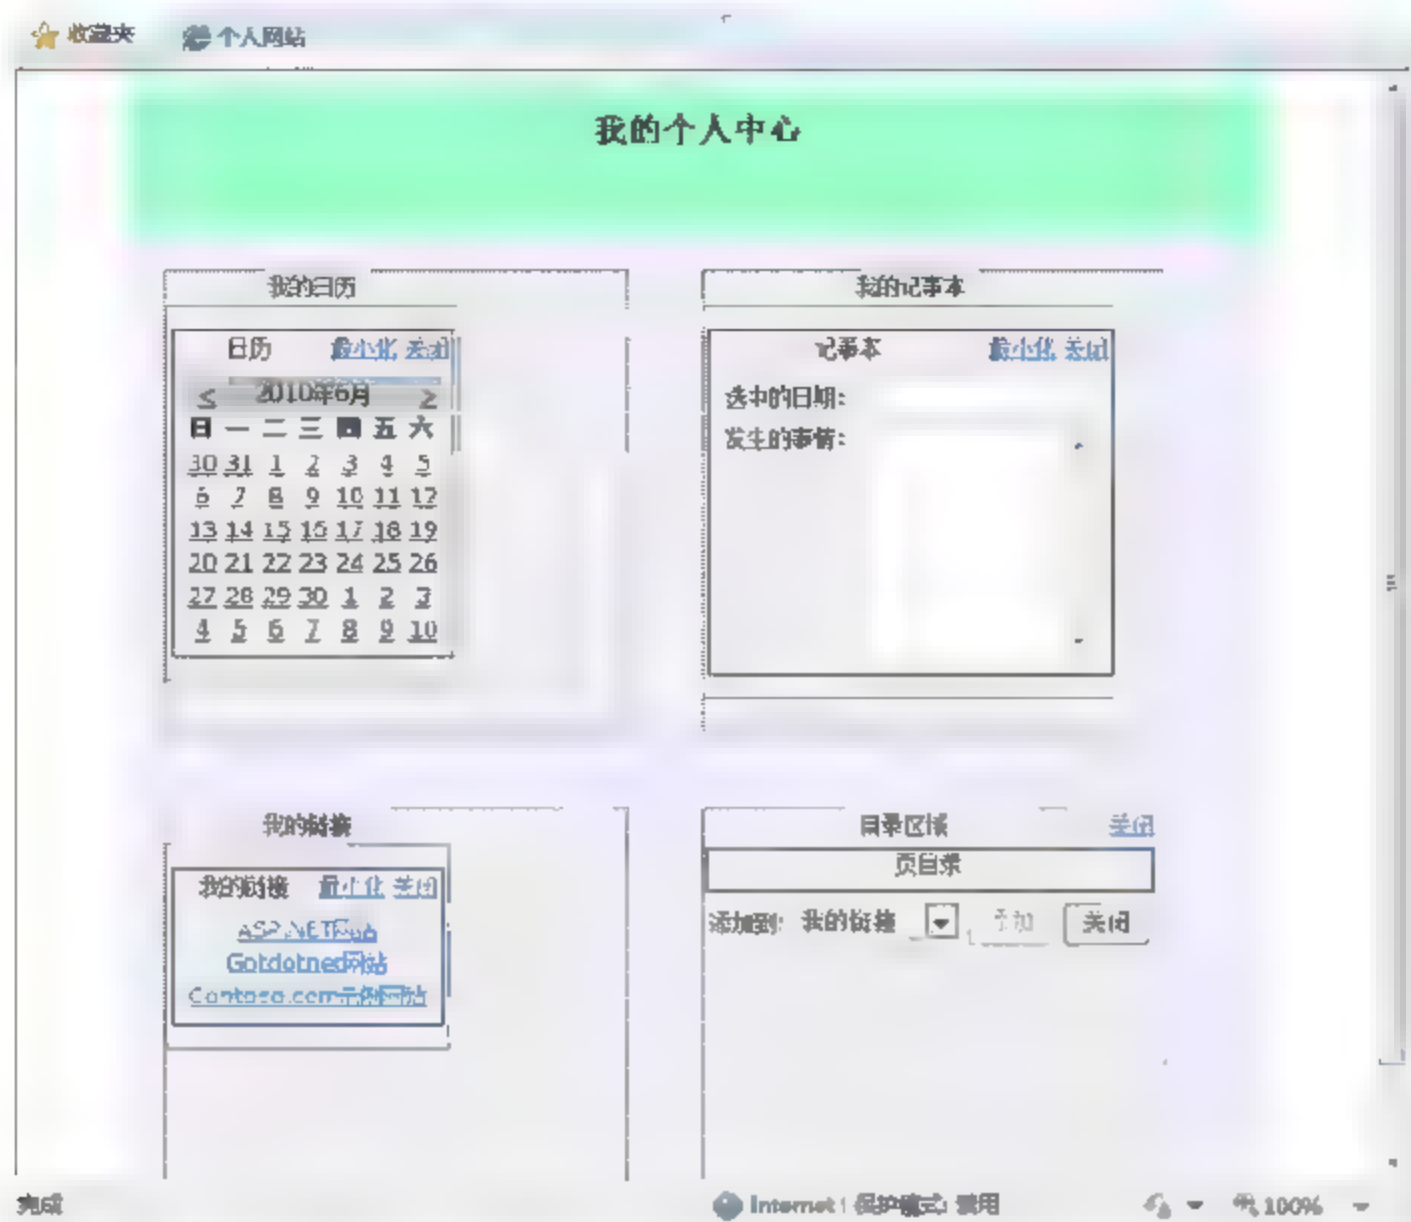 收藏夹 个人网站
我的个人中心
我的日历
日历 最小化 关闭
≤ 2010年6月 ≥
日 一 二 三 四 五 六
30 31 1 2 3 4 5
6 7 8 9 10 11 12
13 14 15 16 17 18 19
20 21 22 23 24 25 26
27 28 29 30 1 2 3
4 5 6 7 8 9 10
我的记事本
记事本 最小化 关闭
选中的日期：
发生的事情：
我的链接
我的链接 最小化 关闭
ASP.NET网站
Gotdotned网站
Contoso.com示例网站
目录区域 关闭
页目录
添加到: 我的链接 关闭
完成 Internet | 保护模式: 禁用 100%